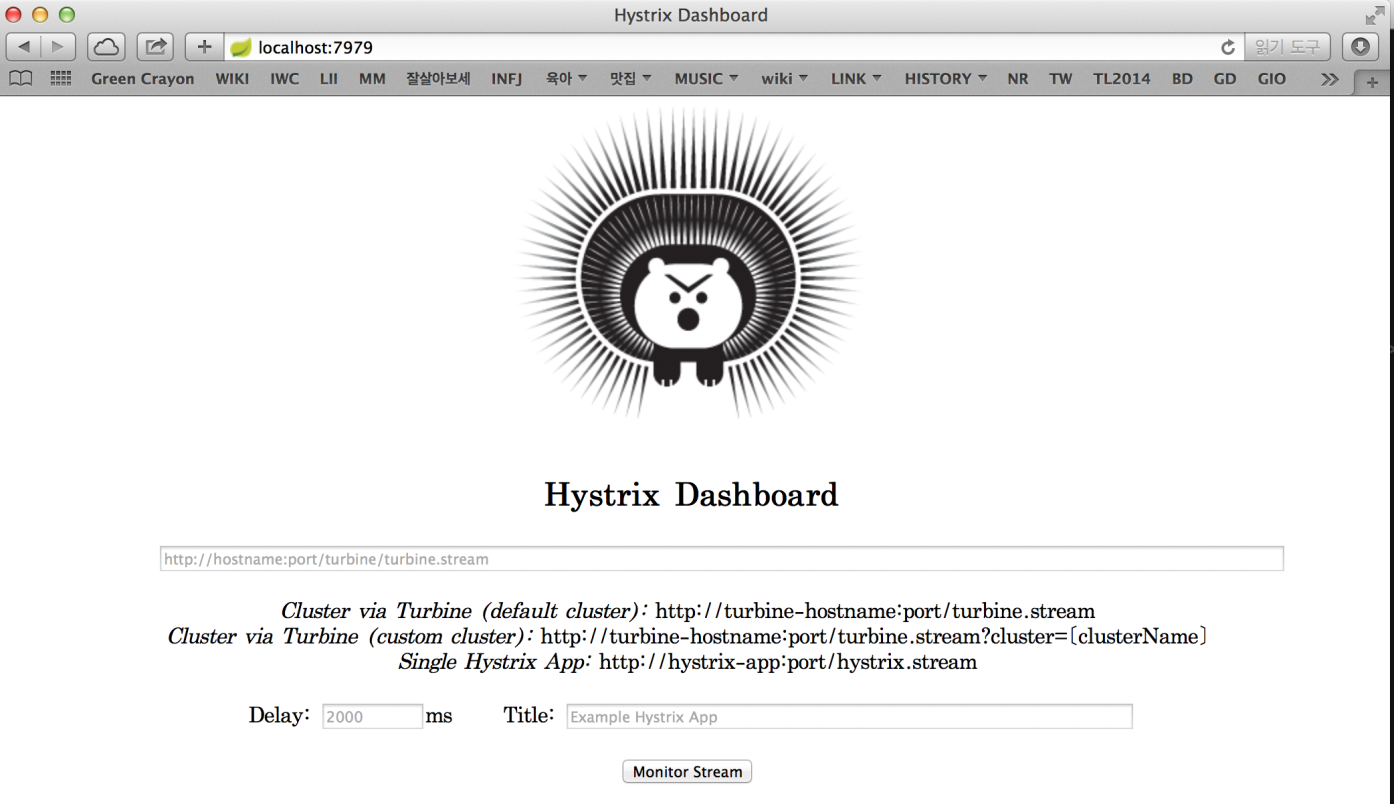 Hystrix Dashboard
localhost:7979
읽기 도구
Green Crayon WIKI IWC LII MM 잘살아보세 INFJ 육아 맛집 MUSIC wiki LINK HISTORY NR TW TL2014 BD GD GIO
Hystrix Dashboard
http://hostname:port/turbine/turbine.stream
Cluster via Turbine (default cluster): http://turbine-hostname:port/turbine.stream
Cluster via Turbine (custom cluster): http://turbine-hostname:port/turbine.stream?cluster=[clusterName]
Single Hystrix App: http://hystrix-app:port/hystrix.stream
Delay: 2000 ms Title: Example Hystrix App
Monitor Stream